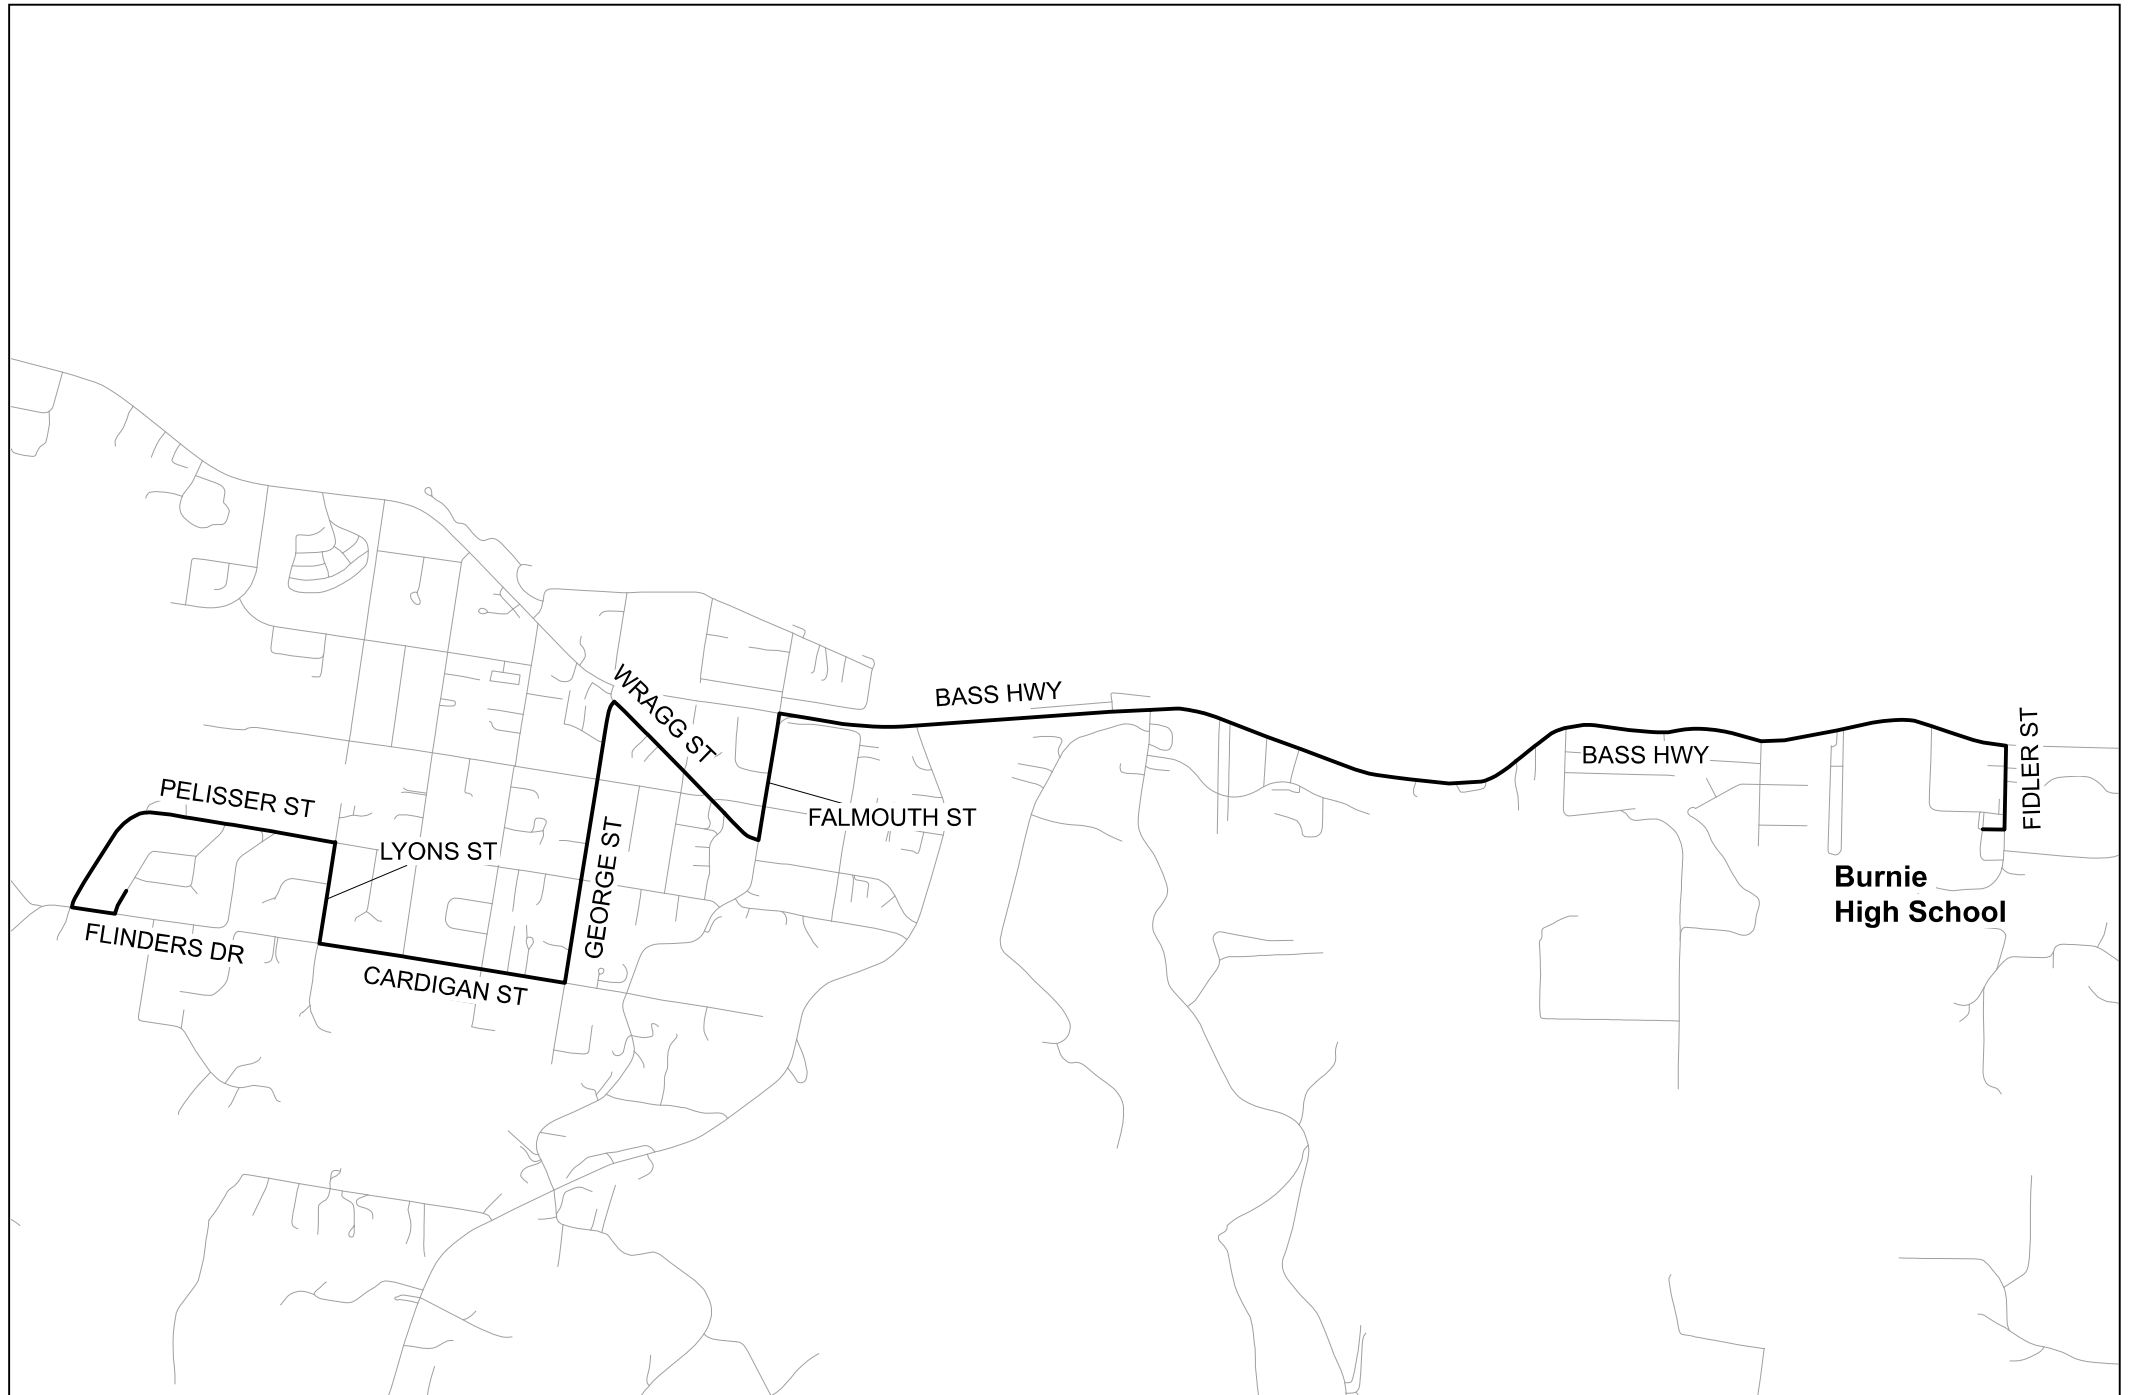 WRAGG ST
BASS HWY
BASS HWY
FIDLER ST
PELISSER ST
FALMOUTH ST
LYONS ST
GEORGE ST
Burnie
High School
FLINDERS DR
CARDIGAN ST